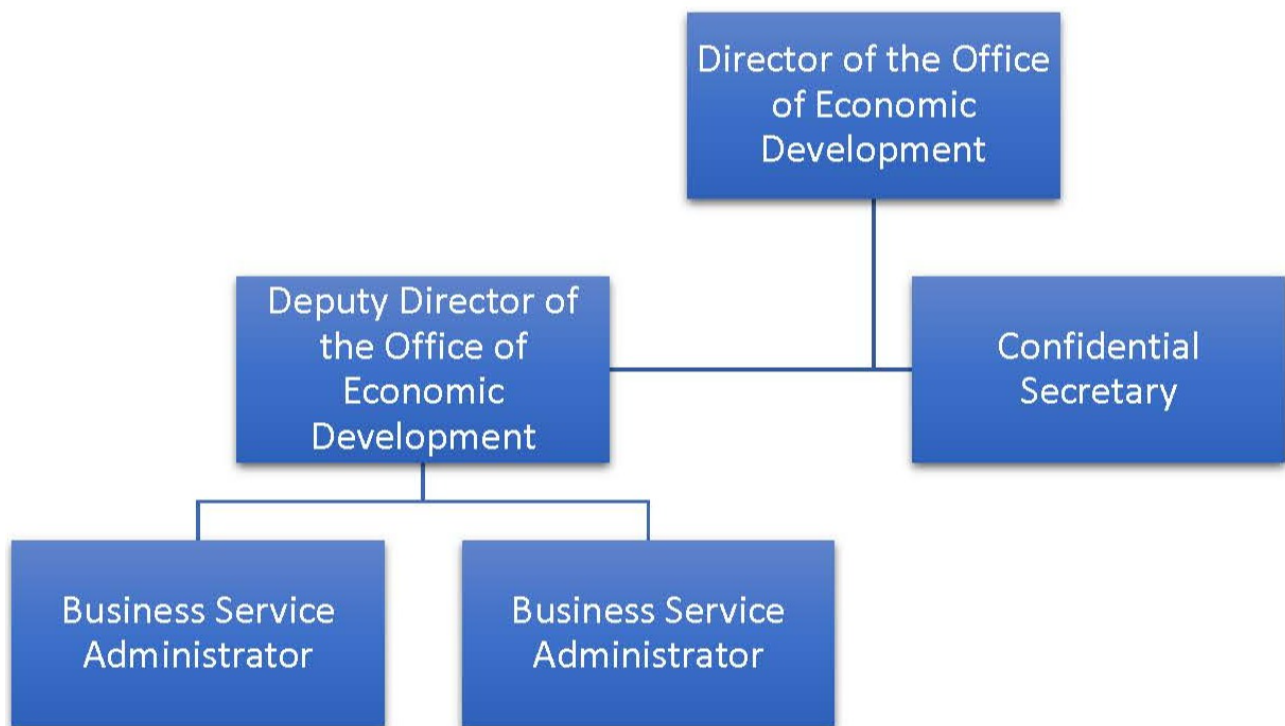 Director of the Office
of Economic
Development
Deputy Director of
the Office of
Economic
Development
Confidential
Secretary
Business Service
Administrator
Business Service
Administrator